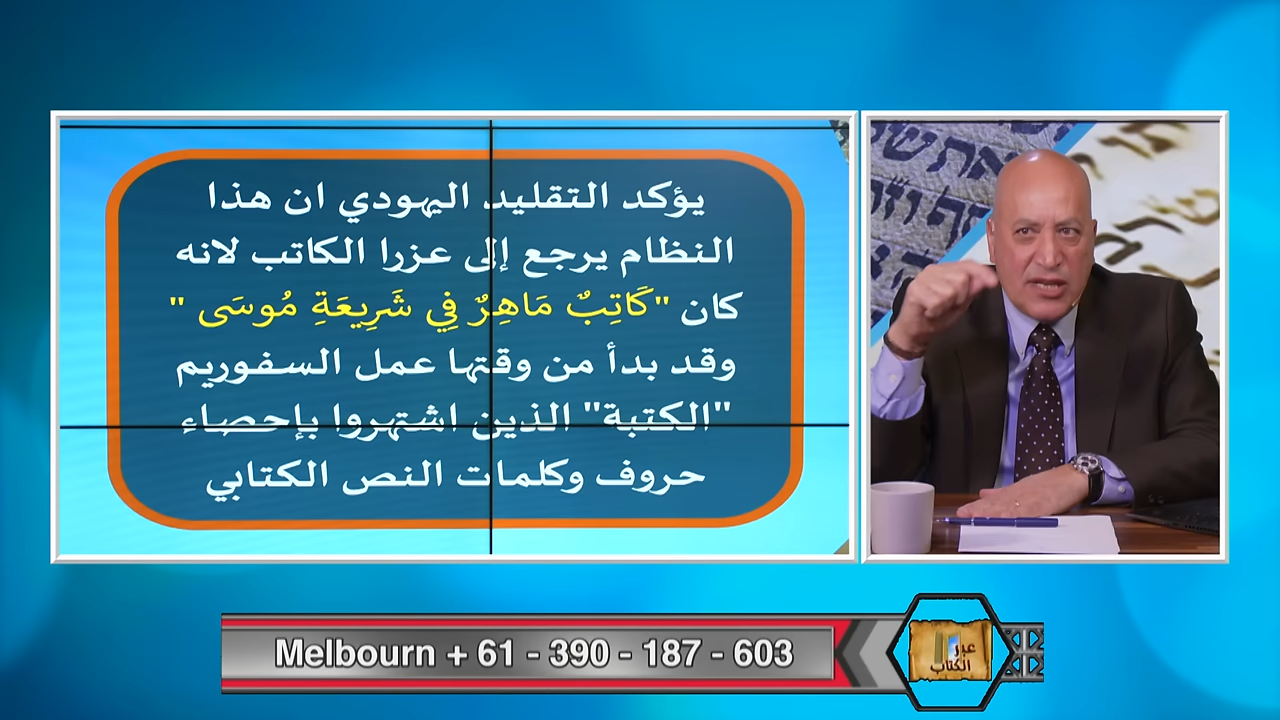 يؤكد التقليد اليهودي ان هذا
النظام يرجع إلى عزرا الكاتب لانه
كان "كَاتِبٌ مَاهِرٌ فِي شَرِيعَةِ مُوسَى "
وقد بدأ من وقتها عمل السفوريم
"الكتبة" الذين اشتهروا بإحصاء
حروف وكلمات النص الكتابي
Melbourn + 61 - 390 - 187 - 603
عبر
الكتاب